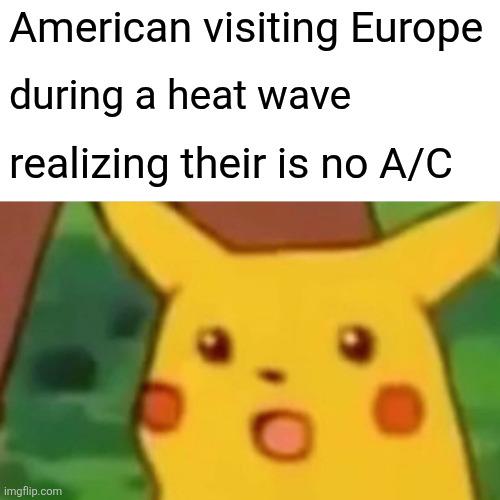 American visiting Europe
during a heat wave
realizing their is no A/C
imgflip.com